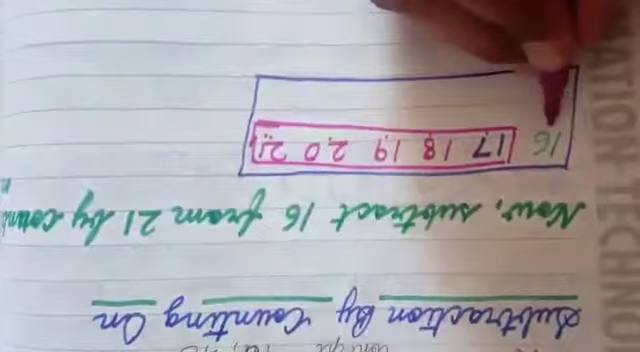 Subtraction By Counting On
Now, subtract 16 from 21 by
16 17 18 19 20 21